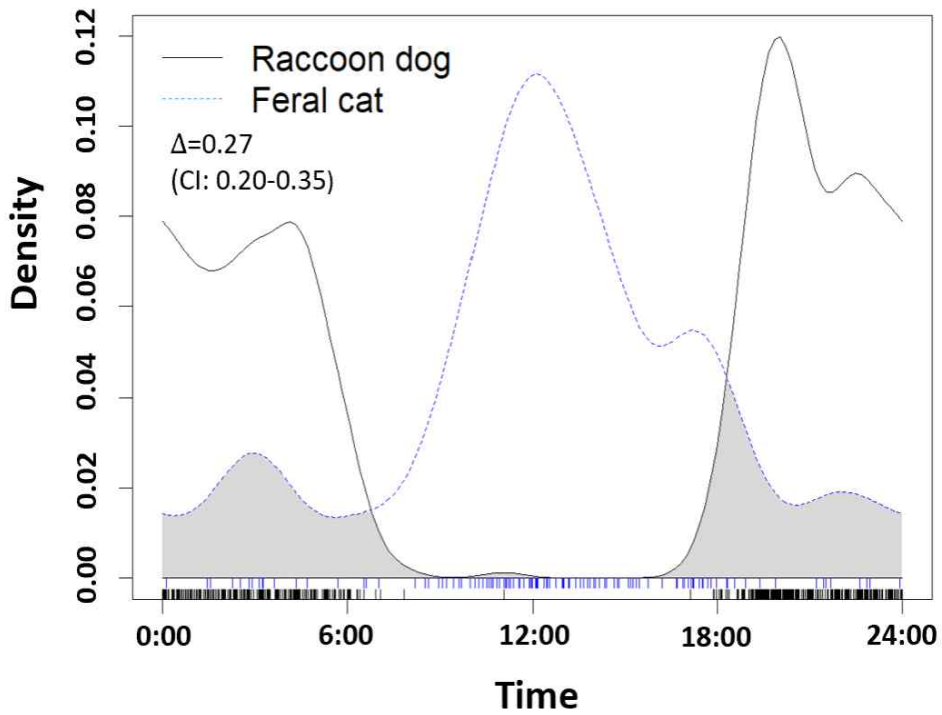 Raccoon dog
Feral cat
Δ=0.27
(CI: 0.20-0.35)
Density
0.12
0.10
0.08
0.06
0.04
0.02
0.00
0:00
6:00
12:00
18:00
24:00
Time